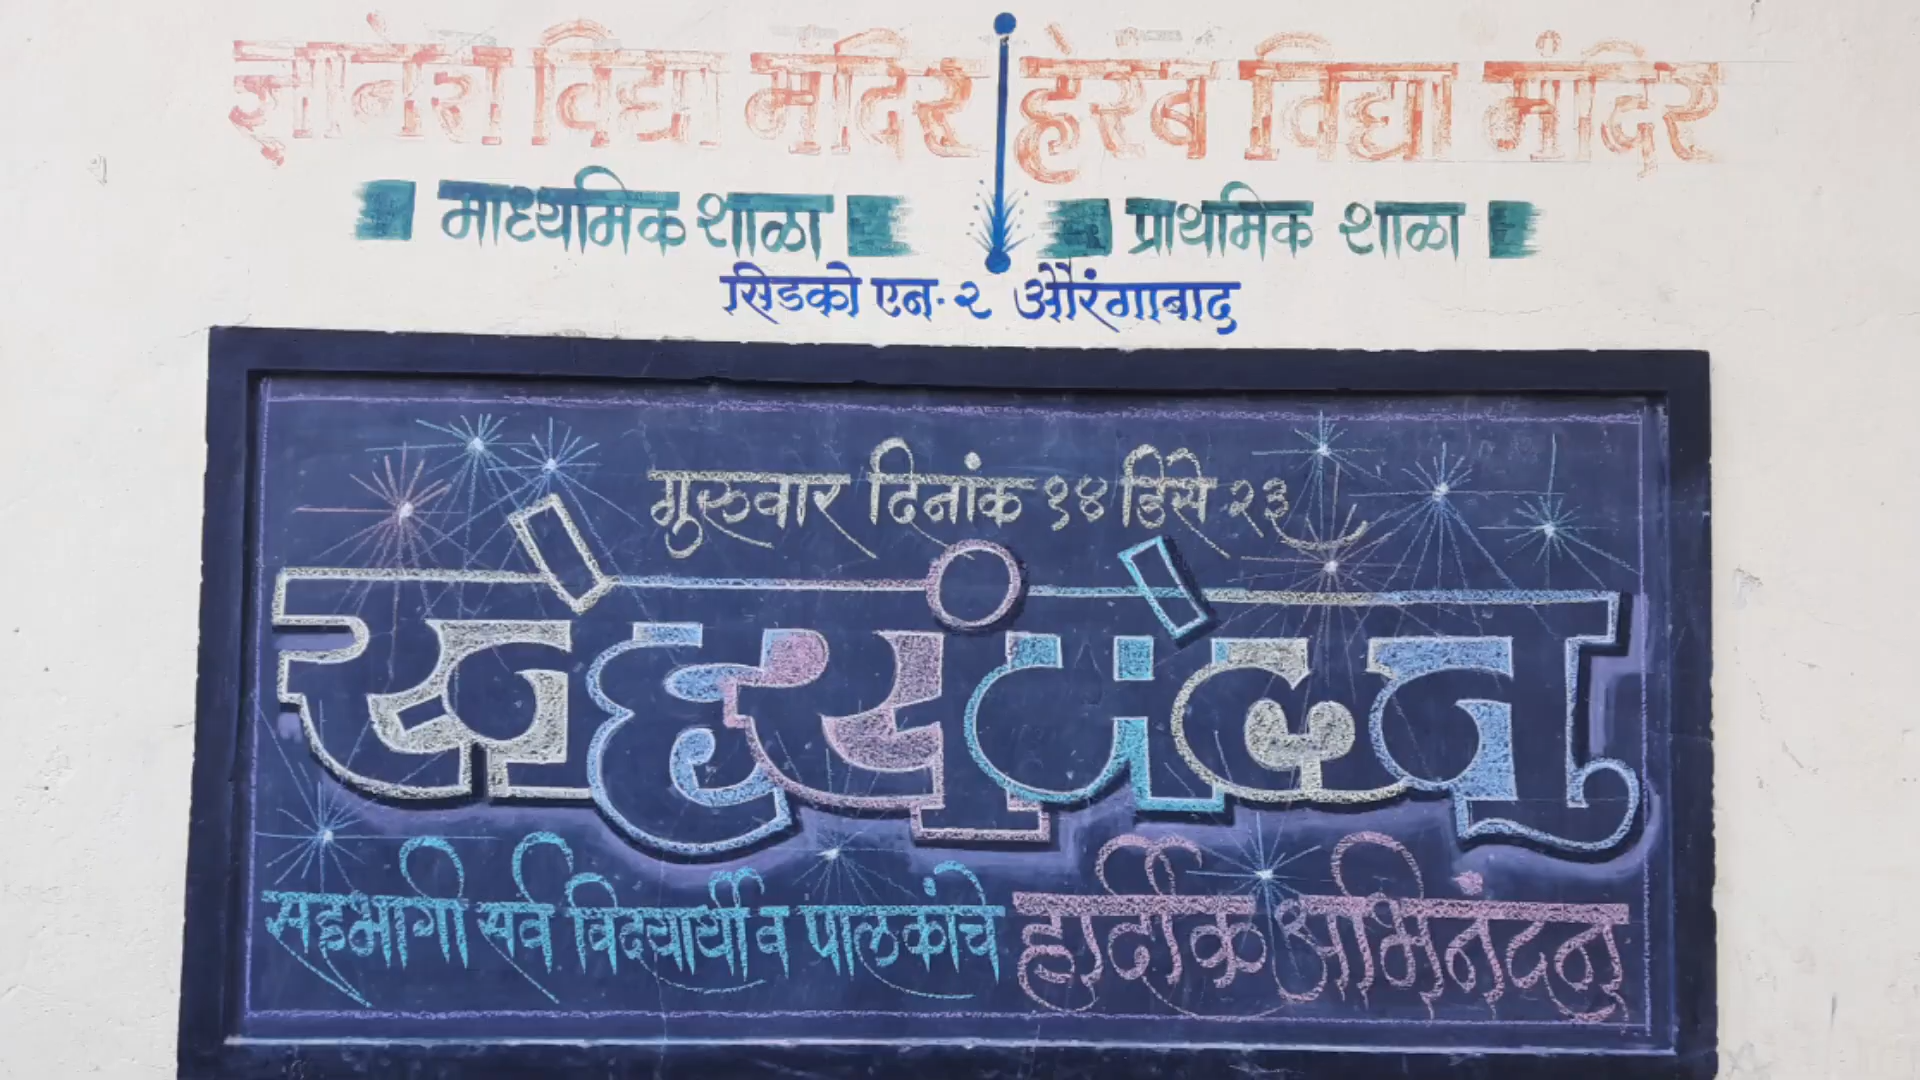 ज्ञानेश विद्या मंदिर हेरंब विद्या मंदिर
माध्यमिक शाळा प्राथमिक शाळा
सिडको एन-२ औरंगाबाद
गुरुवार दिनांक १४ डिसें २३
स्नेहसंमेलन
सहभागी सर्व विद्यार्थी व पालकांचे हार्दीक अभिनंदन